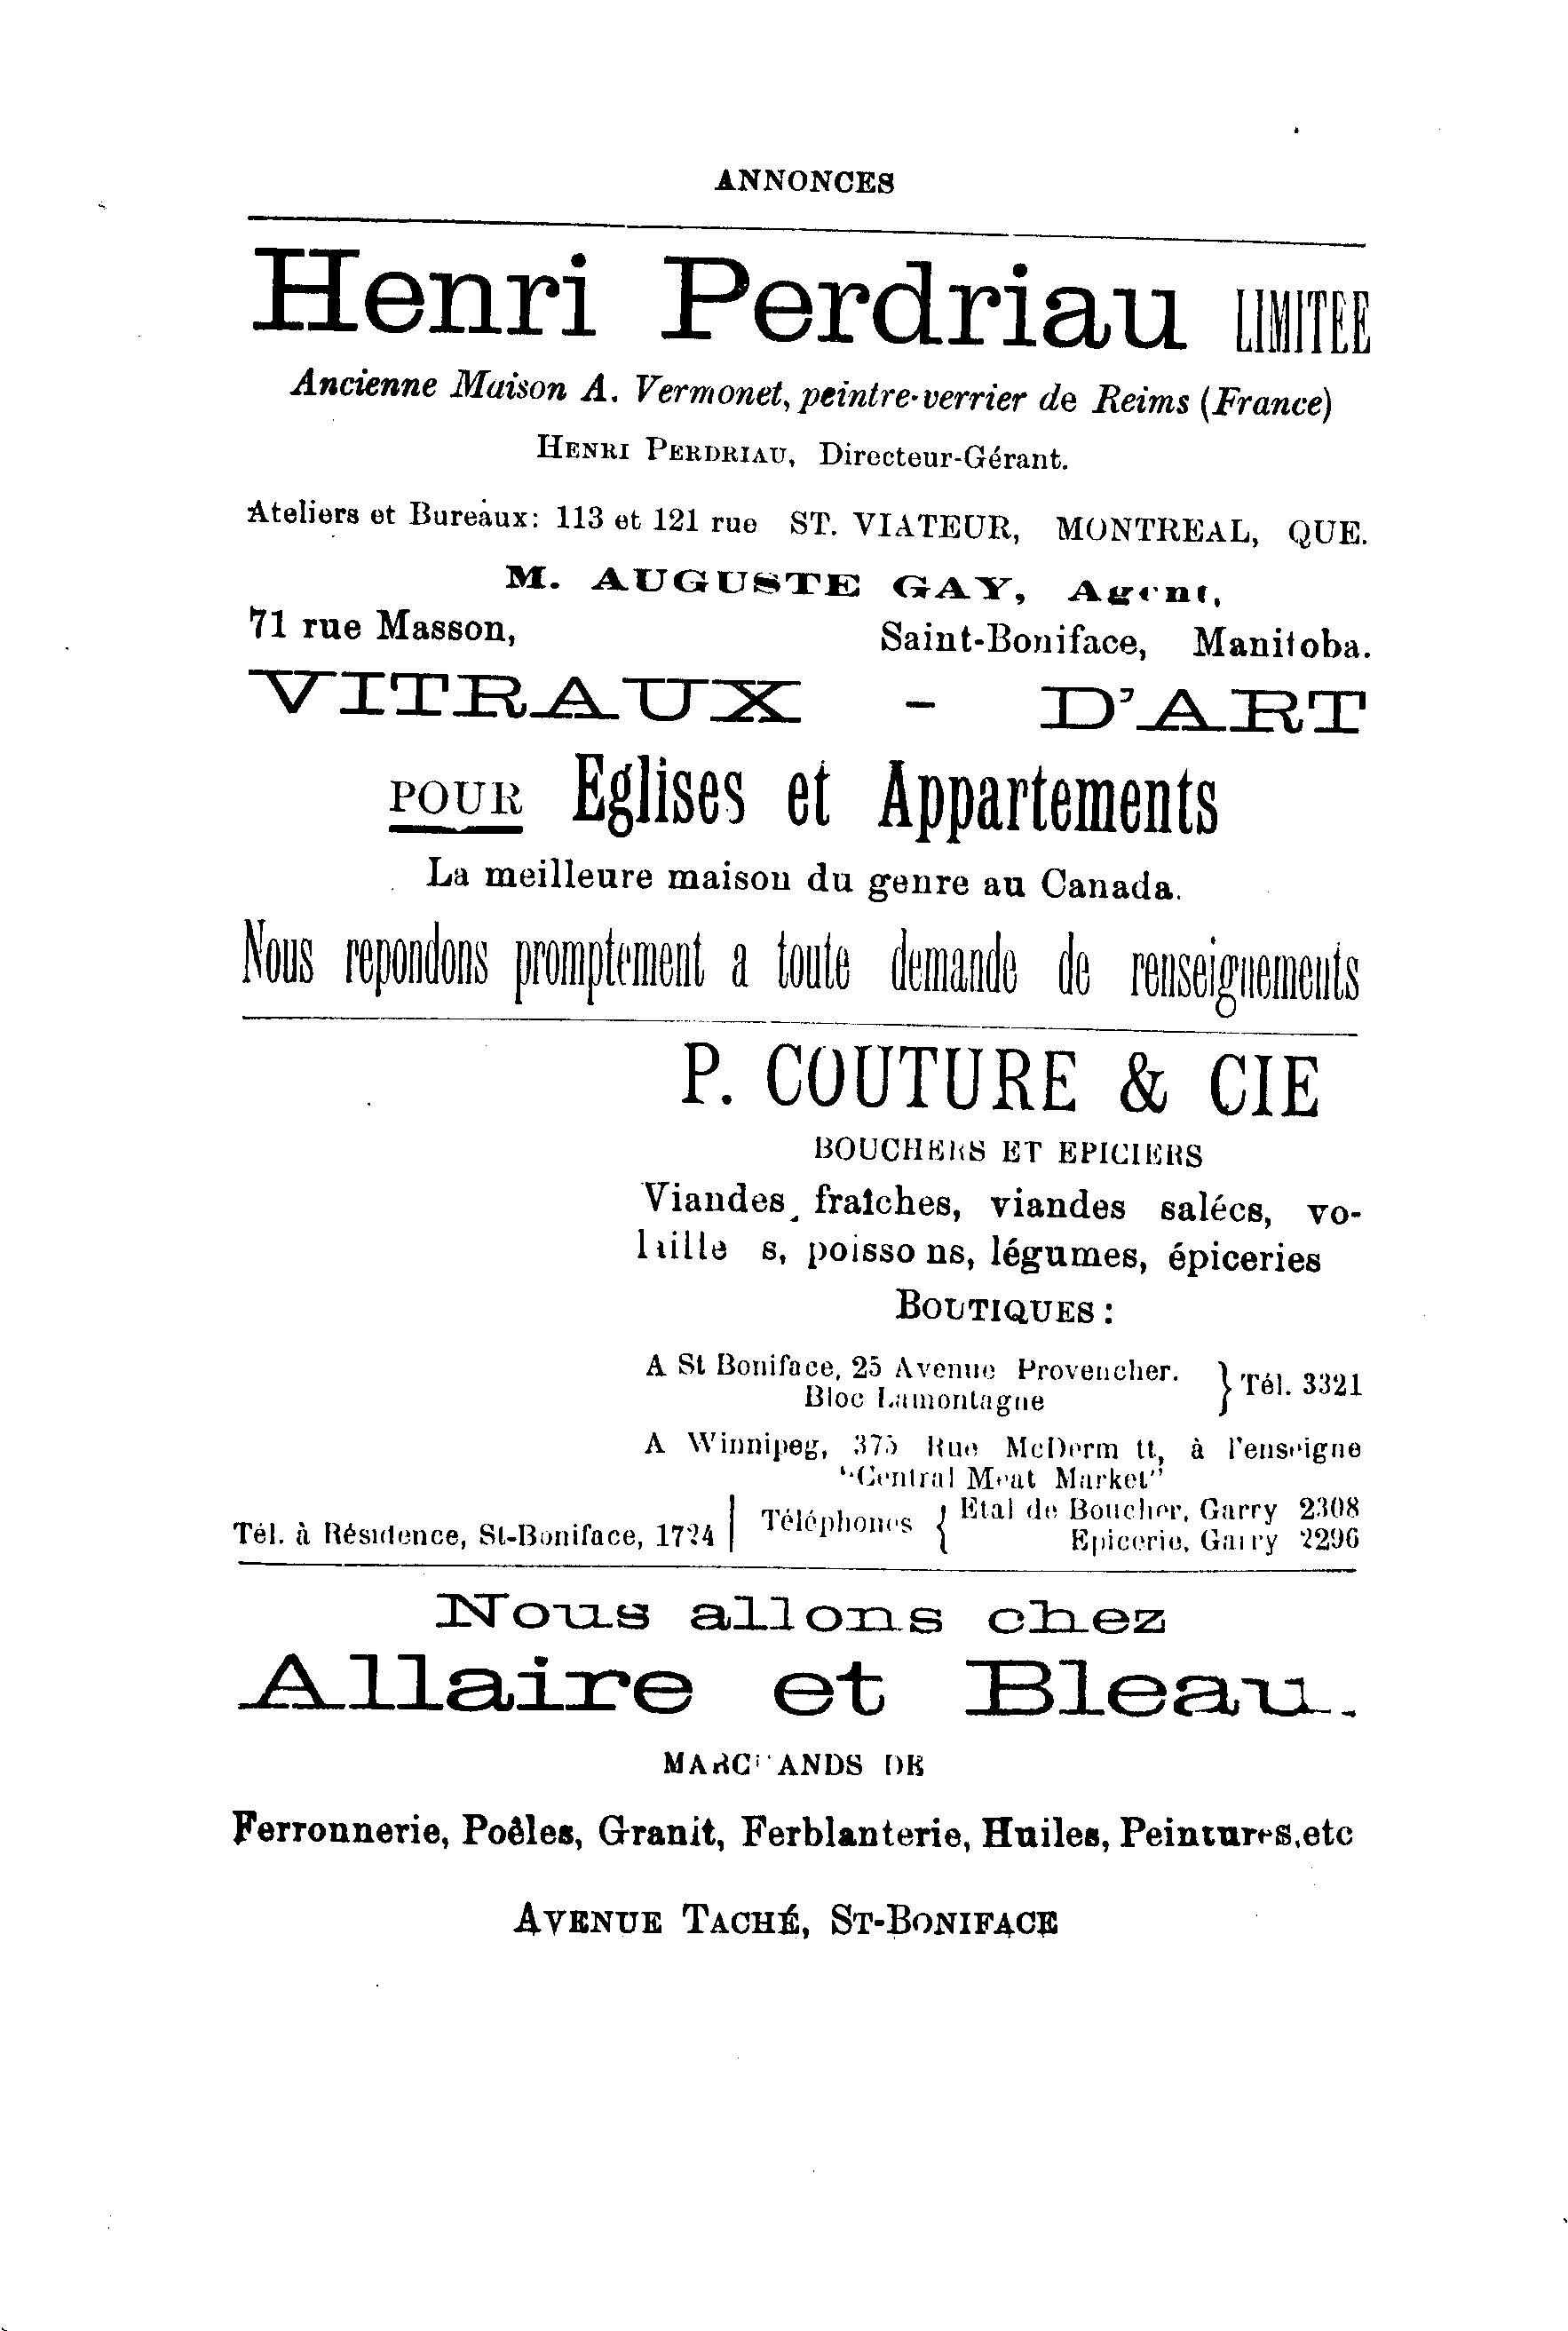 ANNONCES
Henri Perdriau LIMITEE
Ancienne Maison A. Vermonet, peintre-verrier de Reims (France)
HENRI PERDRIAU, Directeur-Gérant.
Ateliers et Bureaux: 113 et 121 rue ST. VIATEUR, MONTREAL, QUE.
M. AUGUSTE GAY, Agent,
71 rue Masson, Saint-Boniface, Manitoba.
VITRAUX - D'ART
POUR Eglises et Appartements
La meilleure maison du genre au Canada.
Nous repondons promptement a toute demande de renseignements
P. COUTURE & CIE
BOUCHERS ET EPICIERS
Viandes fraîches, viandes salées, vo-
lailles, poissons, légumes, épiceries
BOUTIQUES :
A St Boniface, 25 Avenue Provencher. } Tél. 3321
Bloc Lamontagne
A Winnipeg, 375 Rue McDermtt, à l'enseigne
"Central Meat Market"
Tél. à Résidence, St-Boniface, 1724 | Téléphones { Etal de Boucher, Garry 2308
Epicerie, Garry 2296
Nous allons chez
Allaire et Bleau.
MARCHANDS DE
Ferronnerie, Poêles, Granit, Ferblanterie, Huiles, Peintures, etc
AVENUE TACHÉ, ST-BONIFACE